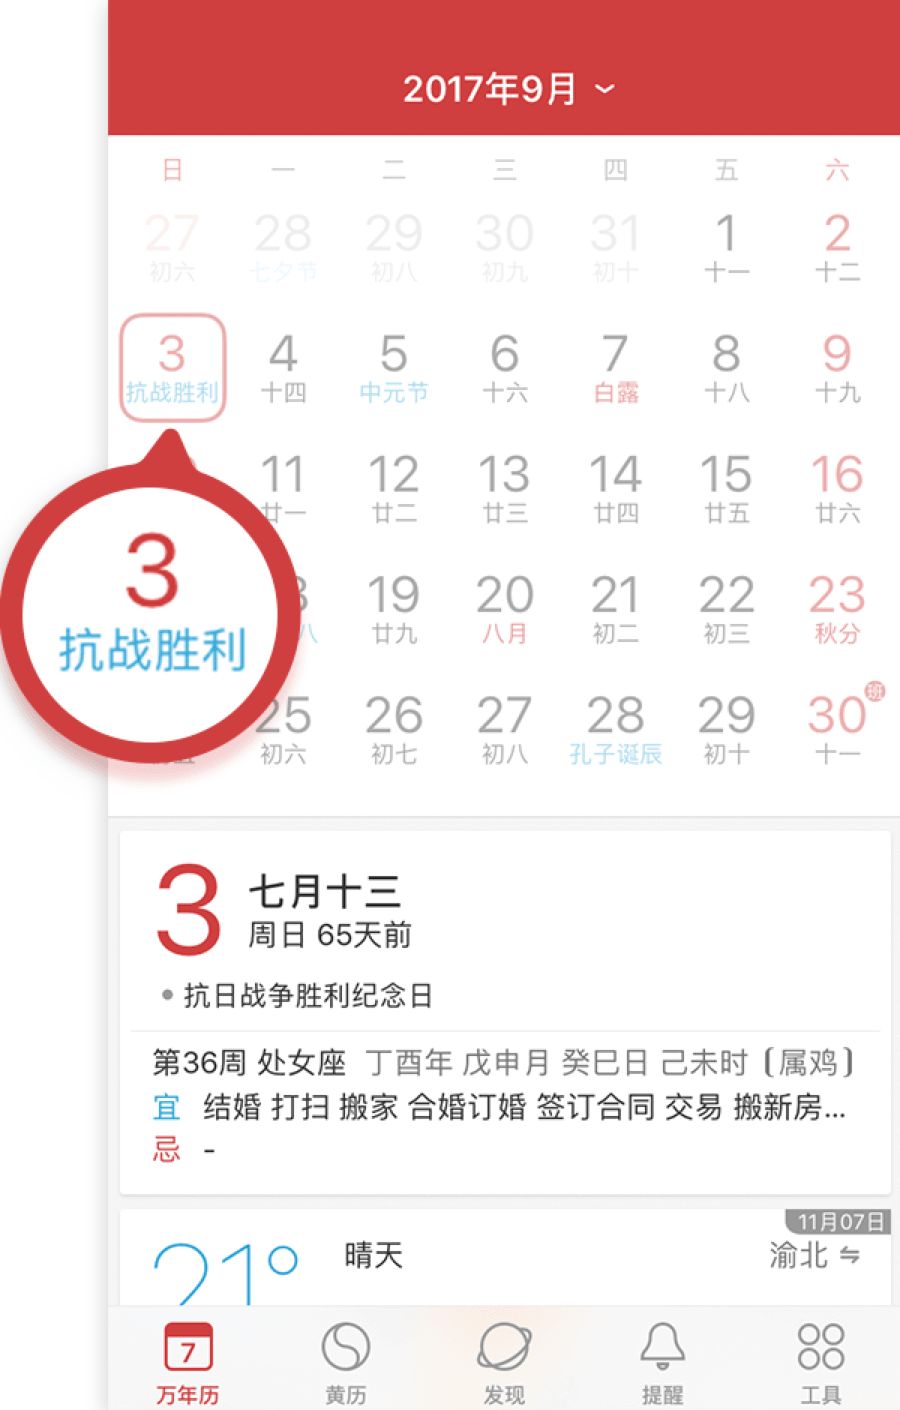 2017年9月
日 一 二 三 四 五 六
27 28 29 30 31 1 2
初六 七夕节 初八 初九 初十 十一 十二
3 4 5 6 7 8 9
抗战胜利 十四 中元节 十六 白露 十八 十九
11 12 13 14 15 16
廿一 廿二 廿三 廿四 廿五 廿六
3
抗战胜利
19 20 21 22 23
廿九 八月 初二 初三 秋分
班
25 26 27 28 29 30
初六 初七 初八 孔子诞辰 初十 十一
3 七月十三
周日 65天前
抗日战争胜利纪念日
第36周 处女座 丁酉年 戊申月 癸巳日 己未时 [属鸡]
宜 结婚 打扫 搬家 合婚订婚 签订合同 交易 搬新房...
忌 -
11月07日
21° 晴天 渝北
7
万年历 黄历 发现 提醒 工具